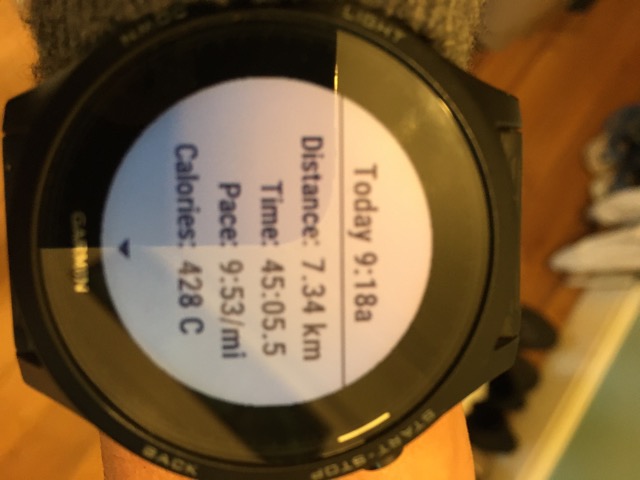 LIGHT
Today 9:18a
Distance: 7.34 km
Time: 45:05.5
Pace: 9:53/mi
Calories: 428 C
GARMIN
START·STOP
BACK